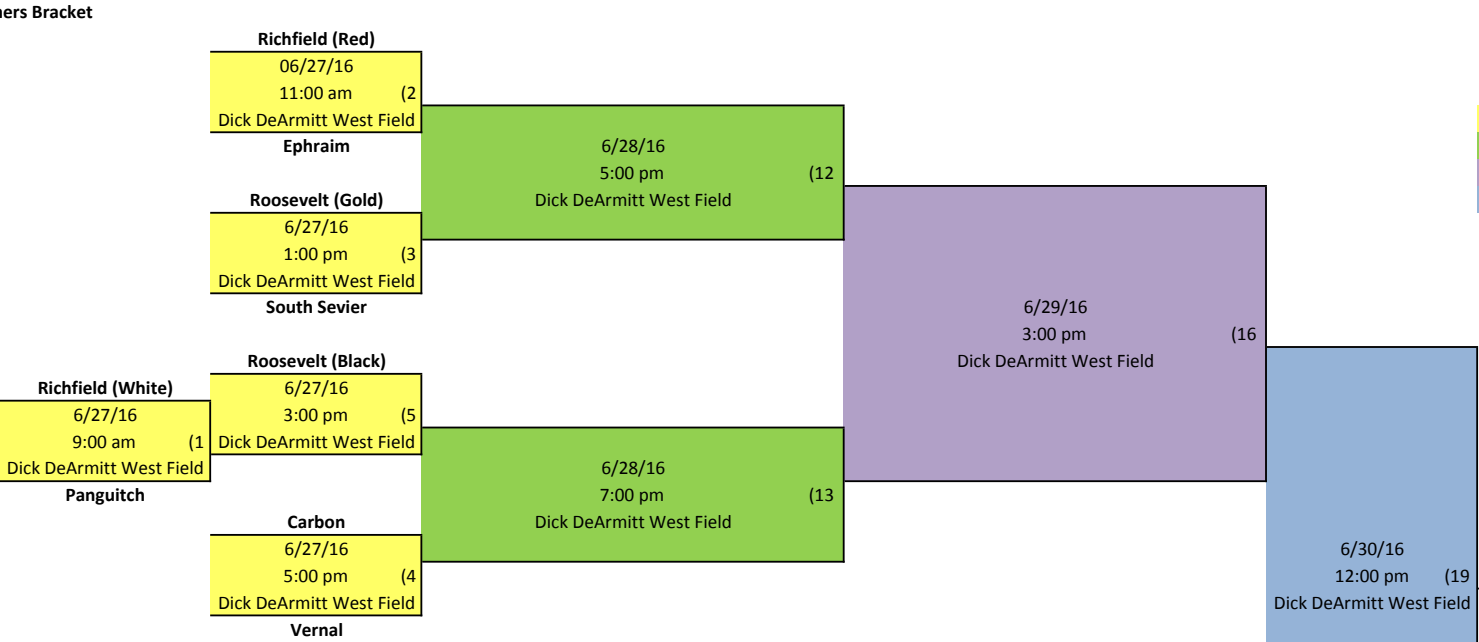 ners Bracket
Richfield (Red)
06/27/16
11:00 am (2
Dick DeArmitt West Field
Ephraim
6/28/16
5:00 pm (12
Dick DeArmitt West Field
Roosevelt (Gold)
6/27/16
1:00 pm (3
Dick DeArmitt West Field
South Sevier
6/29/16
3:00 pm (16
Dick DeArmitt West Field
Roosevelt (Black)
6/27/16
3:00 pm (5
Dick DeArmitt West Field
Richfield (White)
6/27/16
9:00 am (1
Dick DeArmitt West Field
Panguitch
6/28/16
7:00 pm (13
Dick DeArmitt West Field
Carbon
6/27/16
5:00 pm (4
Dick DeArmitt West Field
Vernal
6/30/16
12:00 pm (19
Dick DeArmitt West Field